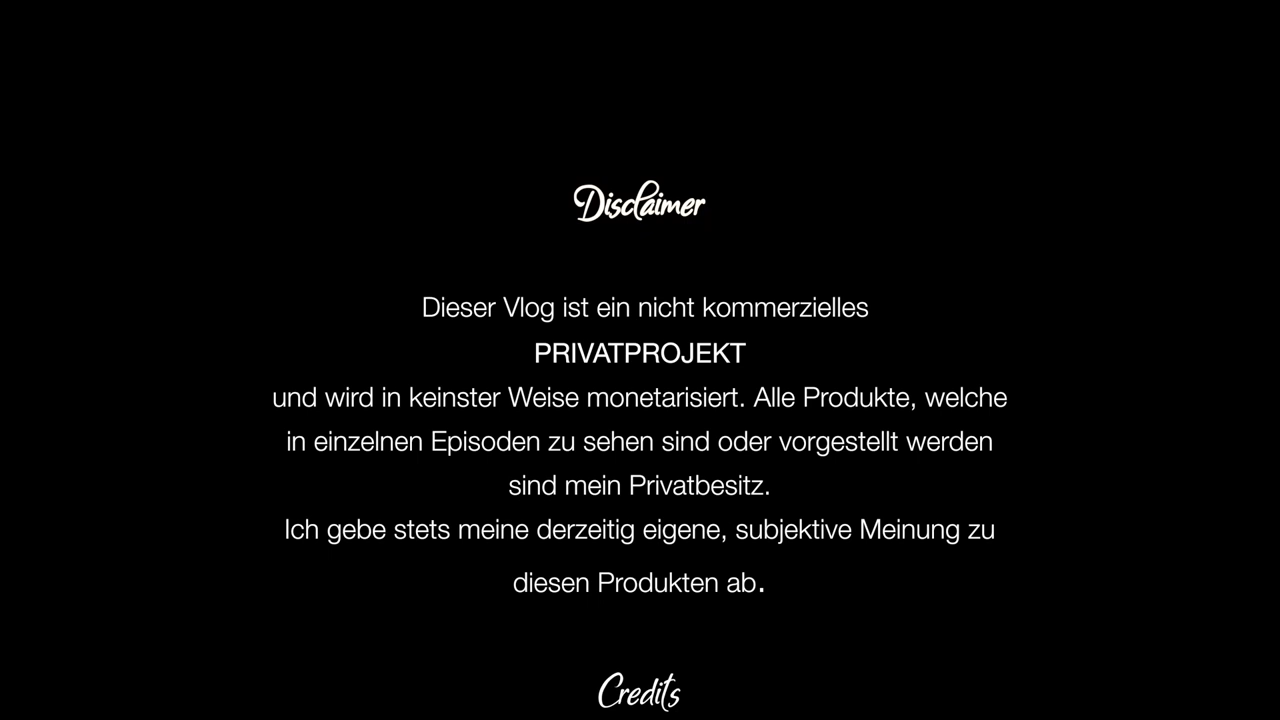 Disclaimer
Dieser Vlog ist ein nicht kommerzielles
PRIVATPROJEKT
und wird in keinster Weise monetarisiert. Alle Produkte, welche
in einzelnen Episoden zu sehen sind oder vorgestellt werden
sind mein Privatbesitz.
Ich gebe stets meine derzeitig eigene, subjektive Meinung zu
diesen Produkten ab.
Credits